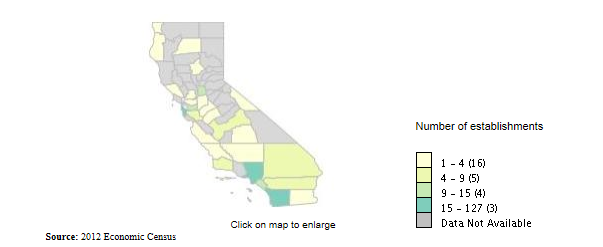 Number of establishments
1 - 4 (16)
4 - 9 (5)
9 - 15 (4)
15 - 127 (3)
Data Not Available
Click on map to enlarge
Source: 2012 Economic Census